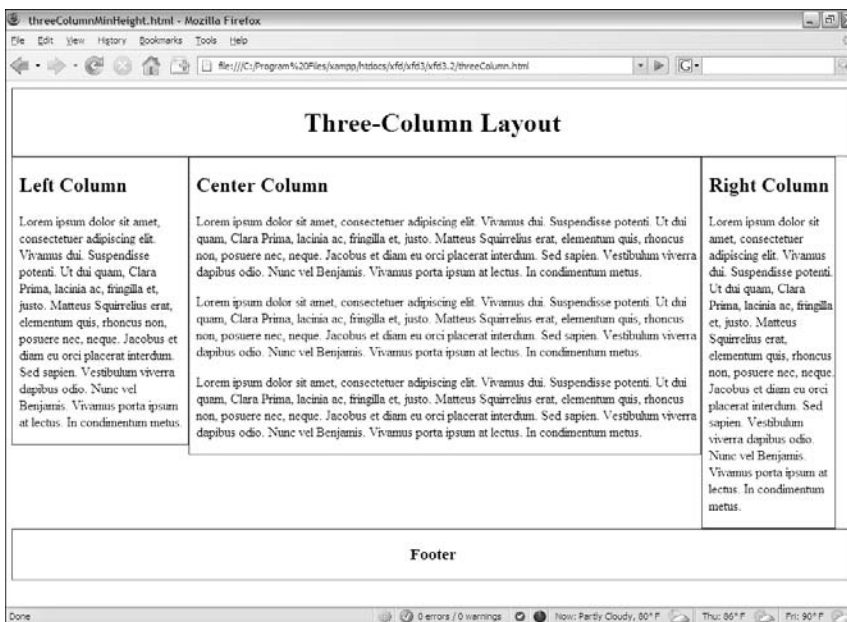 threeColumnMinHeight.html - Mozilla Firefox
File Edit View History Bookmarks Tools Help
file:///C:/Program%20Files/xampp/htdocs/xfd/xfd3/xfd3.2/threeColumn.html
G
Three-Column Layout
Left Column
Lorem ipsum dolor sit amet,
consectetuer adipiscing elit.
Vivamus dui. Suspendisse
potenti. Ut dui quam, Clara
Prima, lacinia ac, fringilla et,
justo. Matteus Squirrelius erat,
elementum quis, rhoncus non,
posuere nec, neque. Jacobus et
diam eu orci placerat interdum.
Sed sapien. Vestibulum viverra
dapibus odio. Nunc vel
Benjamis. Vivamus porta ipsum
at lectus. In condimentum metus.
Center Column
Lorem ipsum dolor sit amet, consectetuer adipiscing elit. Vivamus dui. Suspendisse potenti. Ut dui
quam, Clara Prima, lacinia ac, fringilla et, justo. Matteus Squirrelius erat, elementum quis, rhoncus
non, posuere nec, neque. Jacobus et diam eu orci placerat interdum. Sed sapien. Vestibulum viverra
dapibus odio. Nunc vel Benjamis. Vivamus porta ipsum at lectus. In condimentum metus.
Lorem ipsum dolor sit amet, consectetuer adipiscing elit. Vivamus dui. Suspendisse potenti. Ut dui
quam, Clara Prima, lacinia ac, fringilla et, justo. Matteus Squirrelius erat, elementum quis, rhoncus
non, posuere nec, neque. Jacobus et diam eu orci placerat interdum. Sed sapien. Vestibulum viverra
dapibus odio. Nunc vel Benjamis. Vivamus porta ipsum at lectus. In condimentum metus.
Lorem ipsum dolor sit amet, consectetuer adipiscing elit. Vivamus dui. Suspendisse potenti. Ut dui
quam, Clara Prima, lacinia ac, fringilla et, justo. Matteus Squirrelius erat, elementum quis, rhoncus
non, posuere nec, neque. Jacobus et diam eu orci placerat interdum. Sed sapien. Vestibulum viverra
dapibus odio. Nunc vel Benjamis. Vivamus porta ipsum at lectus. In condimentum metus.
Right Column
Lorem ipsum dolor sit
amet, consectetuer
adipiscing elit. Vivamus
dui. Suspendisse potenti.
Ut dui quam, Clara
Prima, lacinia ac, fringilla
et, justo. Matteus
Squirrelius erat,
elementum quis, rhoncus
non, posuere nec, neque.
Jacobus et diam eu orci
placerat interdum. Sed
sapien. Vestibulum
viverra dapibus odio.
Nunc vel Benjamis.
Vivamus porta ipsum at
lectus. In condimentum
metus.
Footer
Done 0 errors / 0 warnings Now: Partly Cloudy, 80° F Thu: 86° F Fri: 90° F